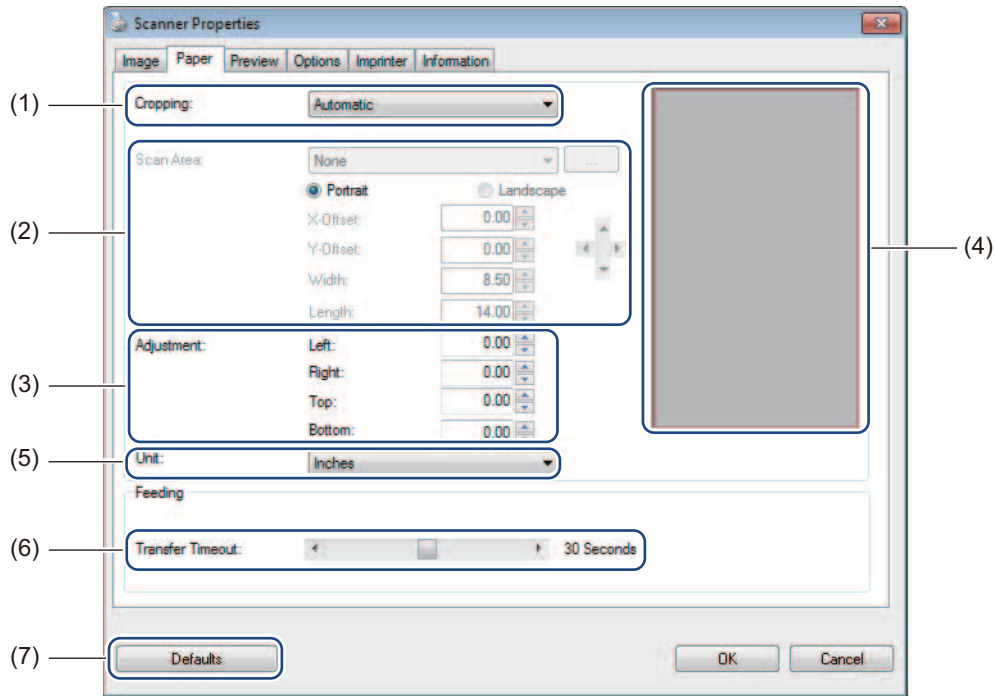 Scanner Properties
Image Paper Preview Options Imprinter Information
(1) Cropping: Automatic
(2) Scan Area: None ...
Portrait Landscape
X-Offset: 0.00
Y-Offset: 0.00
Width: 8.50
Length: 14.00
(3) Adjustment: Left: 0.00
Right: 0.00
Top: 0.00
Bottom: 0.00
(4)
(5) Unit: Inches
Feeding
(6) Transfer Timeout: 30 Seconds
(7) Defaults OK Cancel